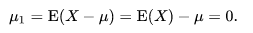 μ₁ = E(X − μ) = E(X) − μ = 0.